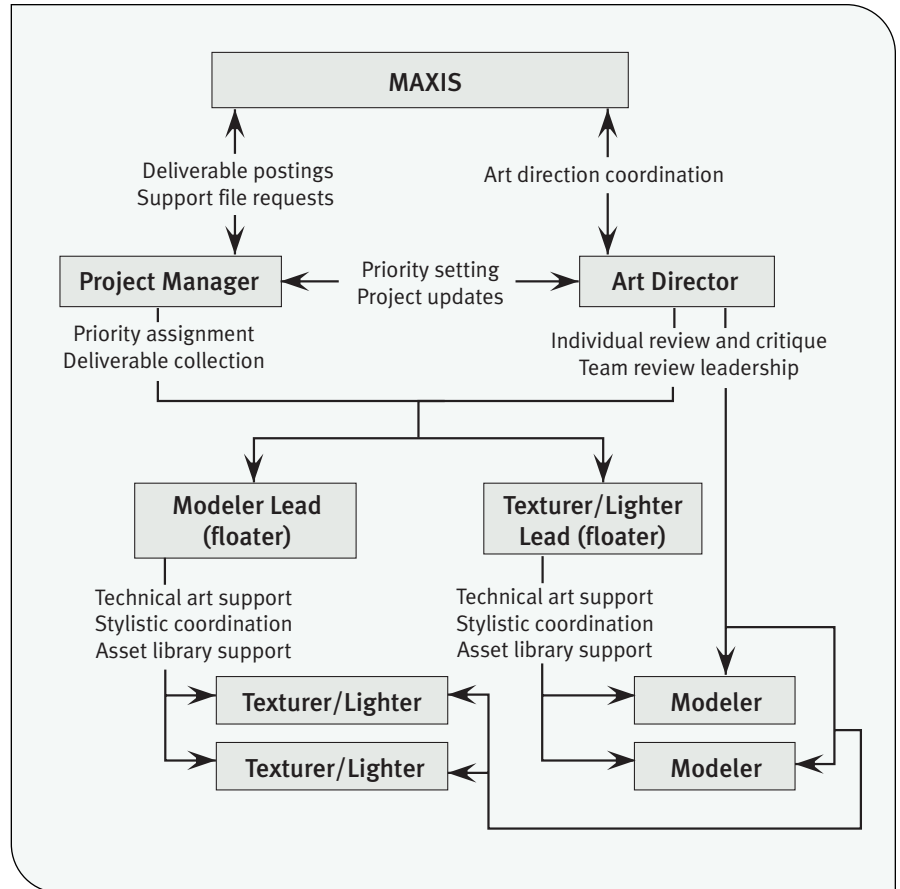 MAXIS
Deliverable postings
Support file requests
Art direction coordination
Project Manager
Priority setting
Project updates
Art Director
Priority assignment
Deliverable collection
Individual review and critique
Team review leadership
Modeler Lead
(floater)
Texturer/Lighter
Lead (floater)
Technical art support
Stylistic coordination
Asset library support
Technical art support
Stylistic coordination
Asset library support
Texturer/Lighter
Modeler
Texturer/Lighter
Modeler